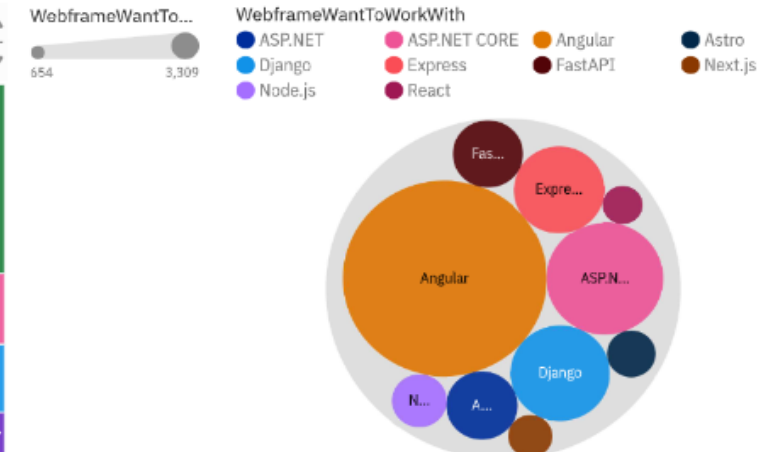 WebframeWantTo...
654
3,309
WebframeWantToWorkWith
ASP.NET
ASP.NET CORE
Angular
Astro
Django
Express
FastAPI
Next.js
Node.js
React
Fas...
Expre...
Angular
ASP.N...
Django
N...
A...